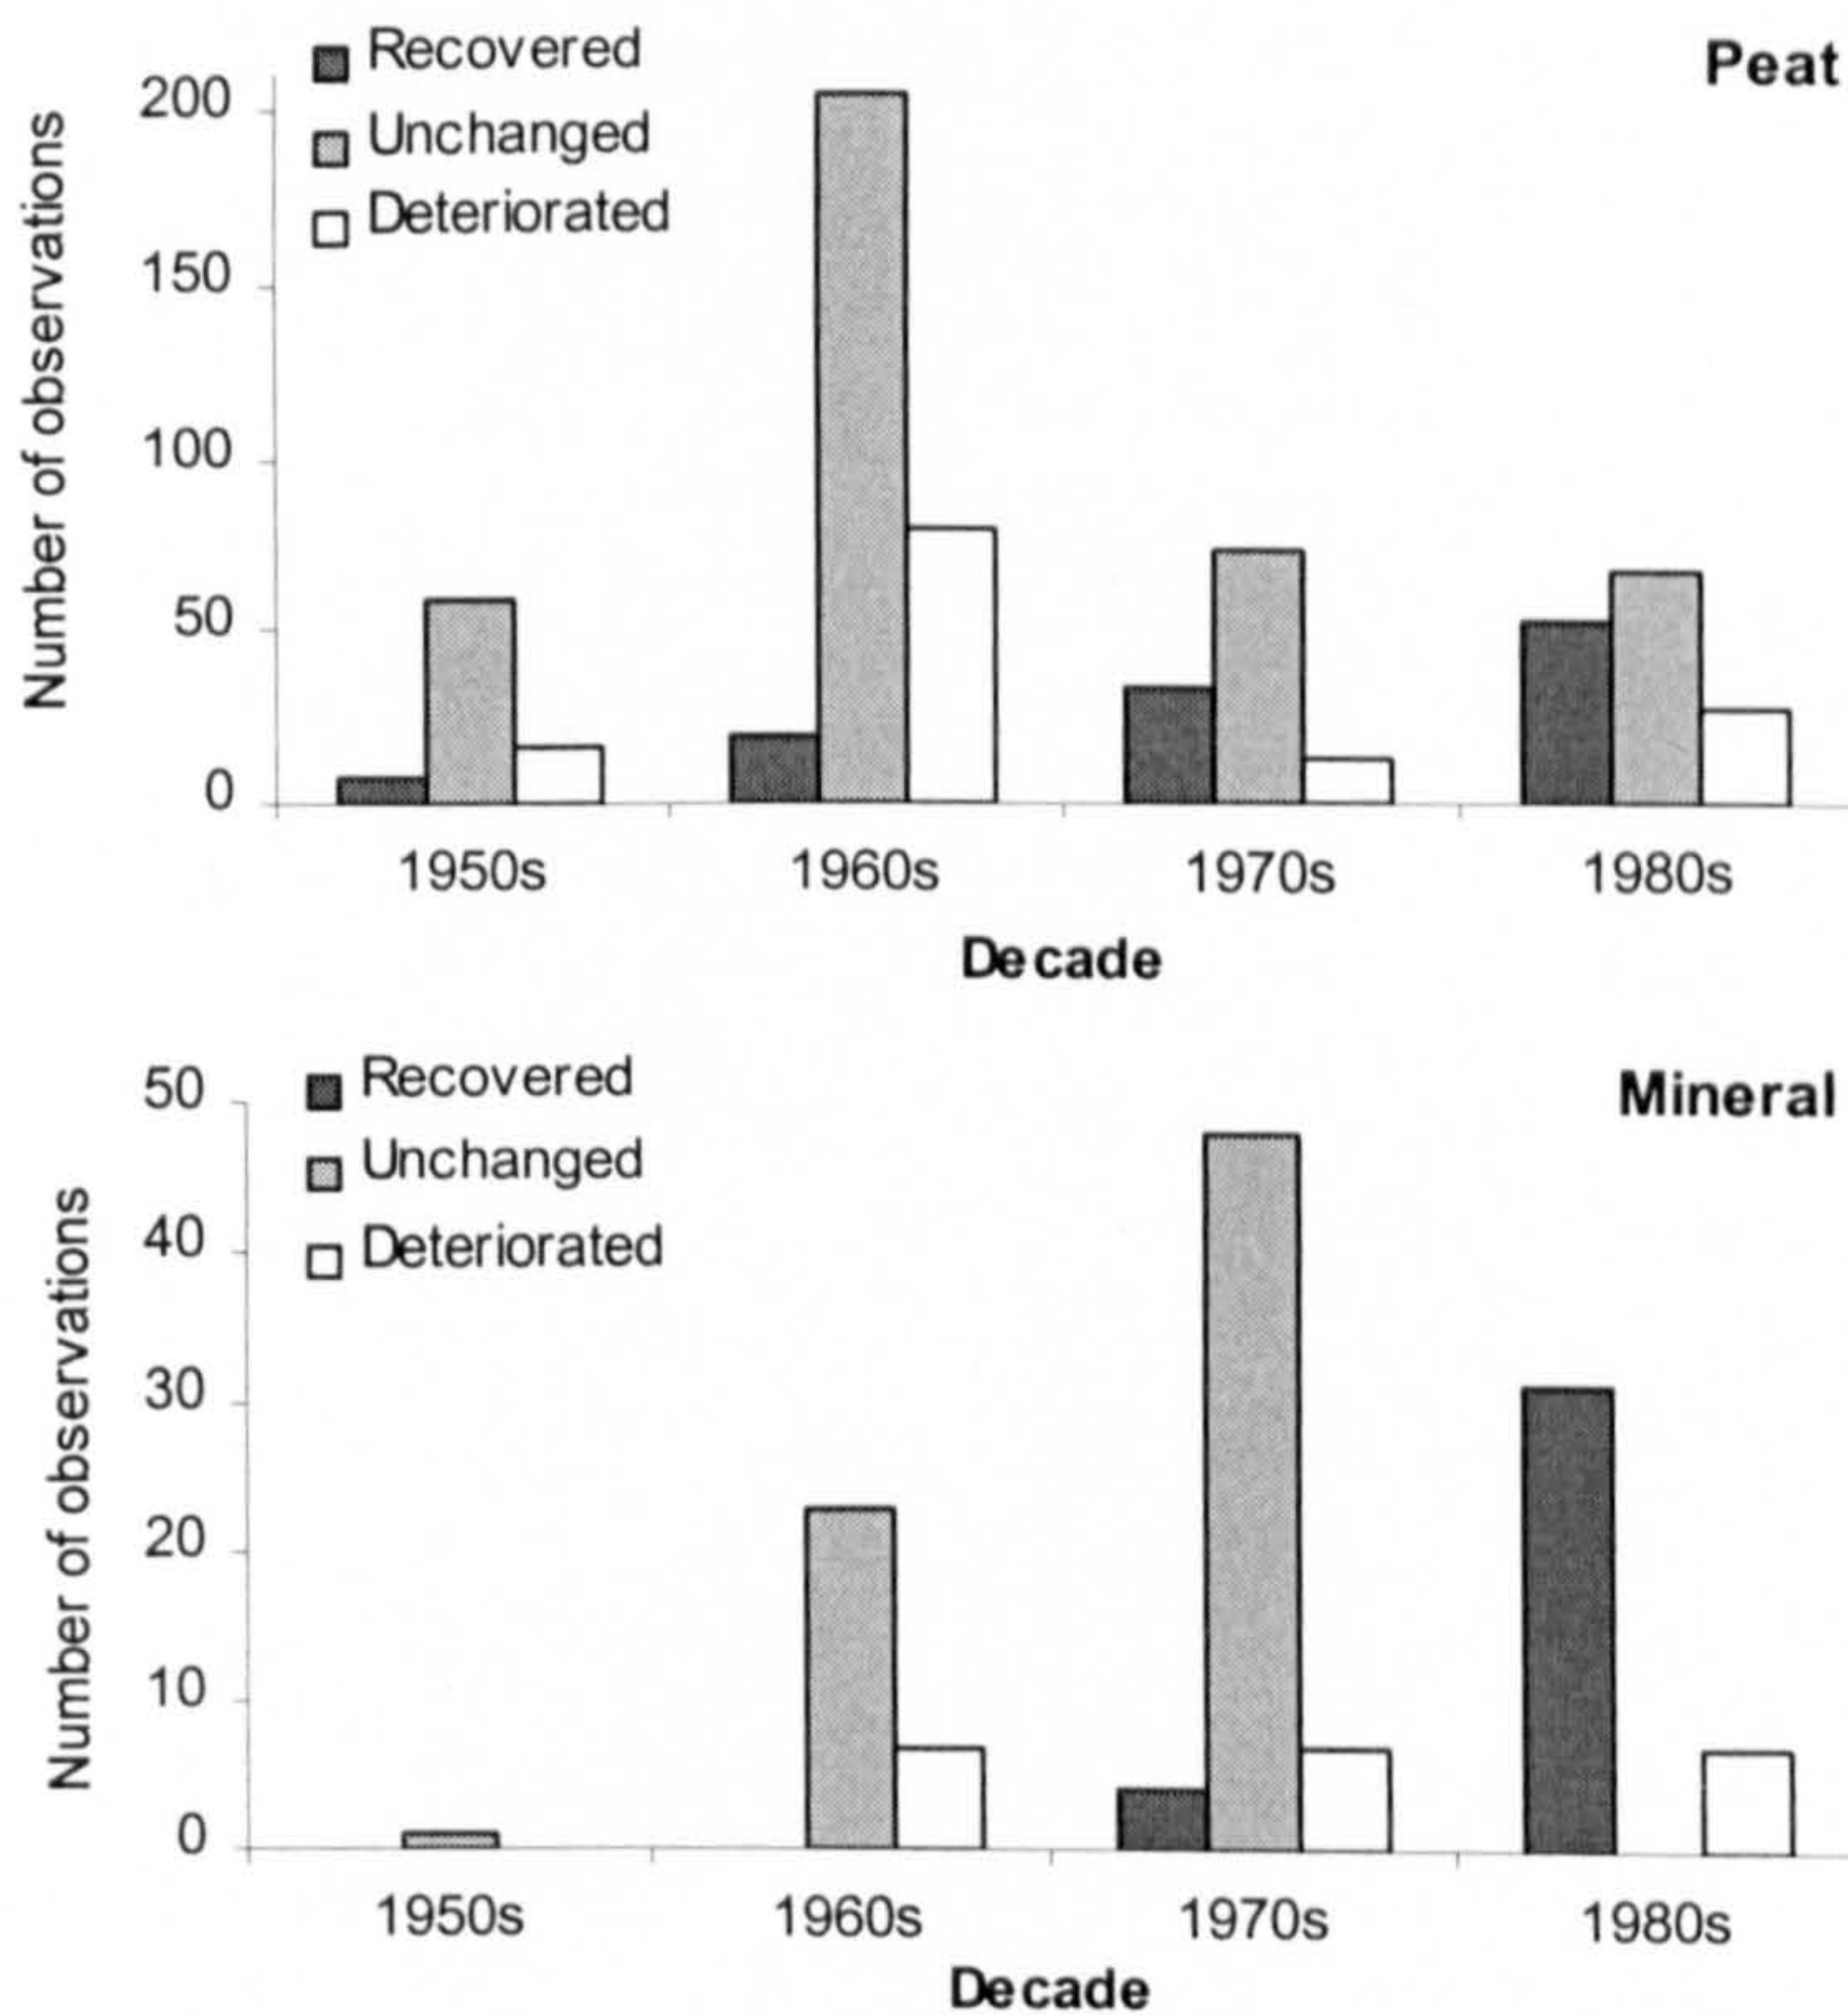 Peat
Recovered
Unchanged
Deteriorated
Number of observations
200
150
100
50
0
1950s 1960s 1970s 1980s
Decade
Mineral
Recovered
Unchanged
Deteriorated
Number of observations
50
40
30
20
10
0
1950s 1960s 1970s 1980s
Decade